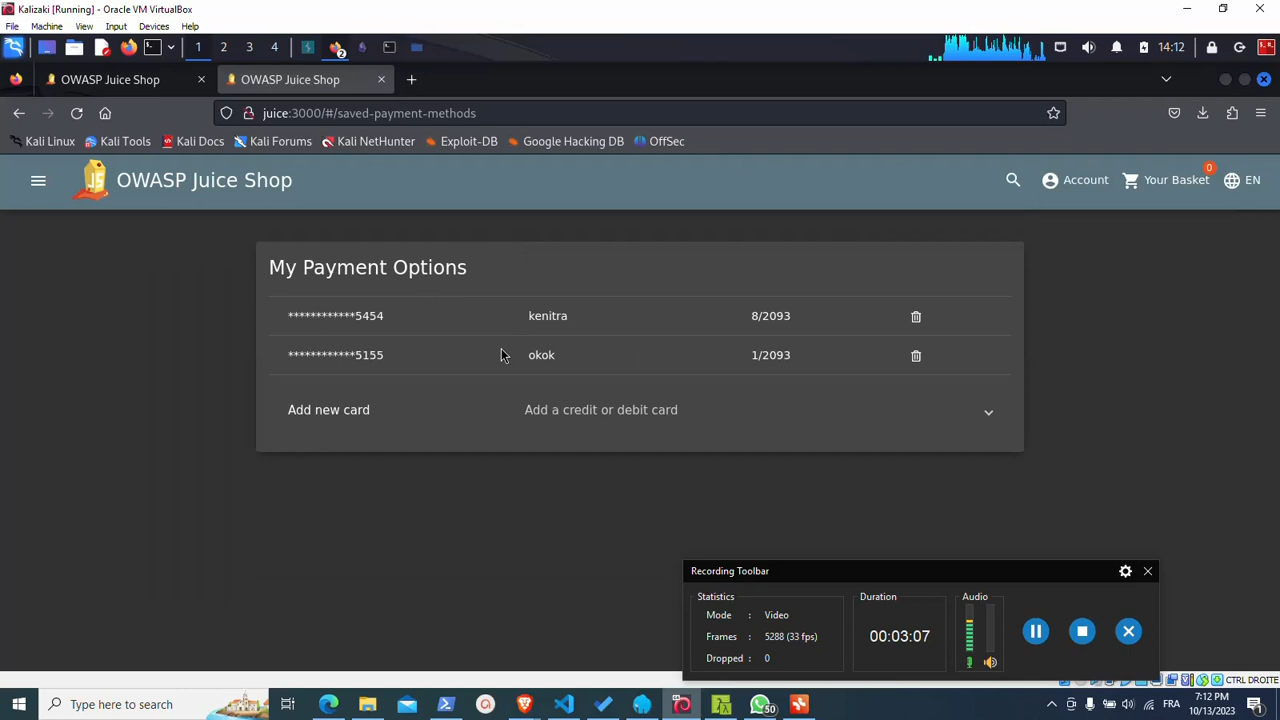 Kalizaki [Running] - Oracle VM VirtualBox
File Machine View Input Devices Help
1 2 3 4 2 14:12
OWASP Juice Shop OWASP Juice Shop
juice:3000/#/saved-payment-methods
Kali Linux Kali Tools Kali Docs Kali Forums Kali NetHunter Exploit-DB Google Hacking DB OffSec
OWASP Juice Shop Account Your Basket 0 EN
My Payment Options
************5454 kenitra 8/2093
************5155 okok 1/2093
Add new card Add a credit or debit card
Recording Toolbar
Statistics Duration Audio
Mode : Video
Frames : 5288 (33 fps) 00:03:07
Dropped : 0
CTRL DROITE
Type here to search 50 FRA 7:12 PM
10/13/2023 1